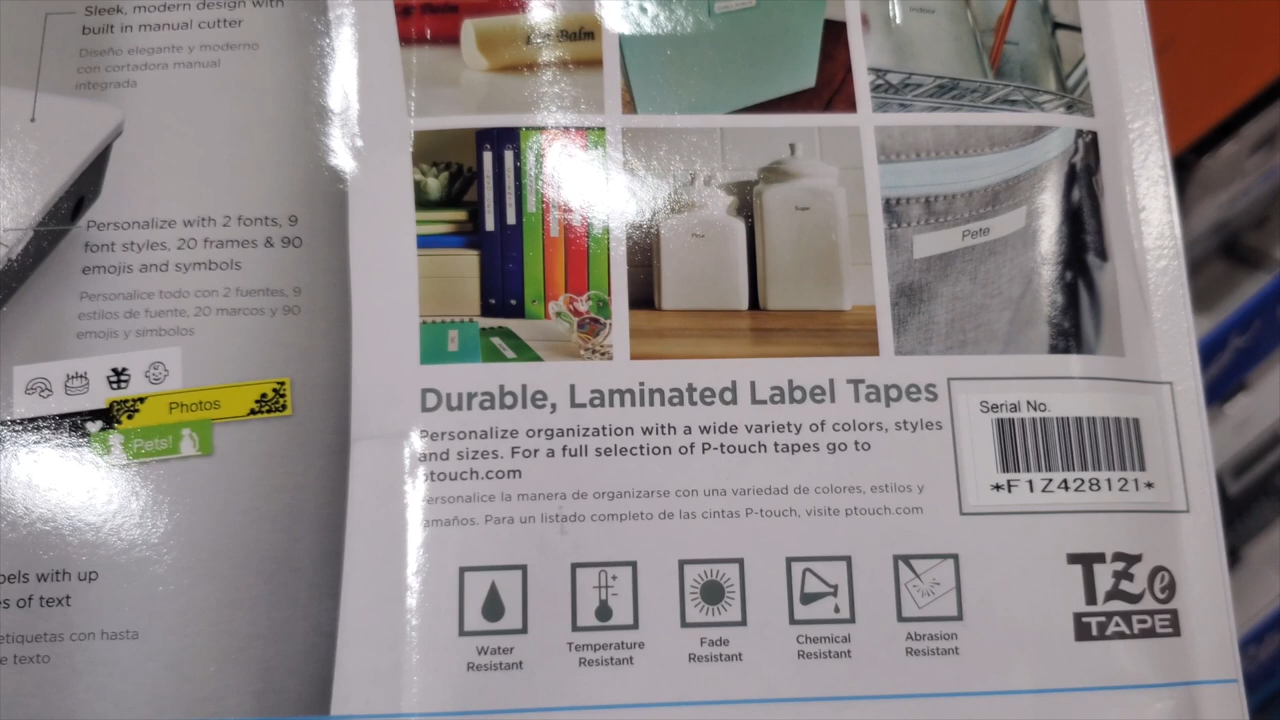 Sleek, modern design with
built in manual cutter
Diseño elegante y moderno
con cortadora manual
integrada
Personalize with 2 fonts, 9
font styles, 20 frames & 90
emojis and symbols
Personalice todo con 2 fuentes, 9
estilos de fuente, 20 marcos y 90
emojis y símbolos
Photos
Pets!
bels with up
s of text
etiquetas con hasta
e texto
Balm
Balm
Indoor
Sugar
Pete
Durable, Laminated Label Tapes
Personalize organization with a wide variety of colors, styles
and sizes. For a full selection of P-touch tapes go to
ptouch.com
ersonalice la manera de organizarse con una variedad de colores, estilos y
amaños. Para un listado completo de las cintas P-touch, visite ptouch.com
Serial No.
*F1Z428121*
Water
Resistant
Temperature
Resistant
Fade
Resistant
Chemical
Resistant
Abrasion
Resistant
TZe
TAPE